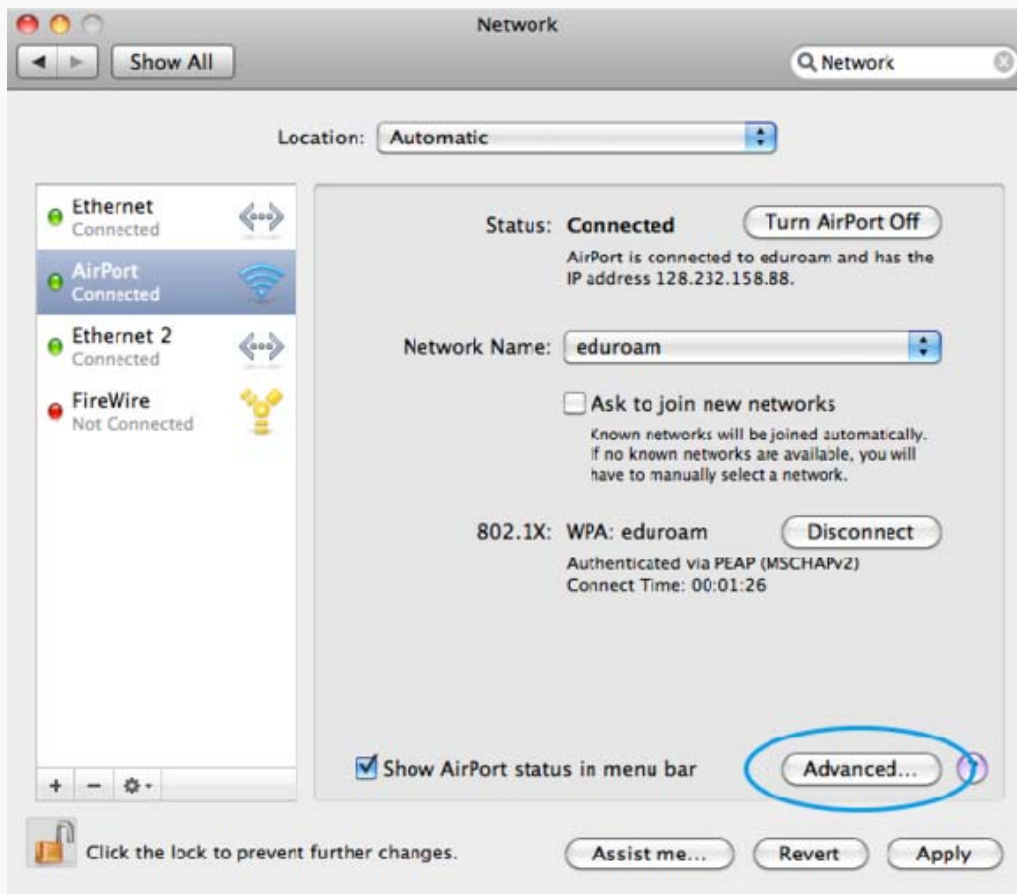 Network
Show All
Network
Location: Automatic
Ethernet
Connected
AirPort
Connected
Ethernet 2
Connected
FireWire
Not Connected
Status: Connected
Turn AirPort Off
AirPort is connected to eduroam and has the
IP address 128.232.158.88.
Network Name: eduroam
Ask to join new networks
Known networks will be joined automatically.
If no known networks are available, you will
have to manually select a network.
802.1X: WPA: eduroam
Disconnect
Authenticated via PEAP (MSCHAPv2)
Connect Time: 00:01:26
Show AirPort status in menu bar
Advanced...
?
+ −
Click the lock to prevent further changes.
Assist me...
Revert
Apply